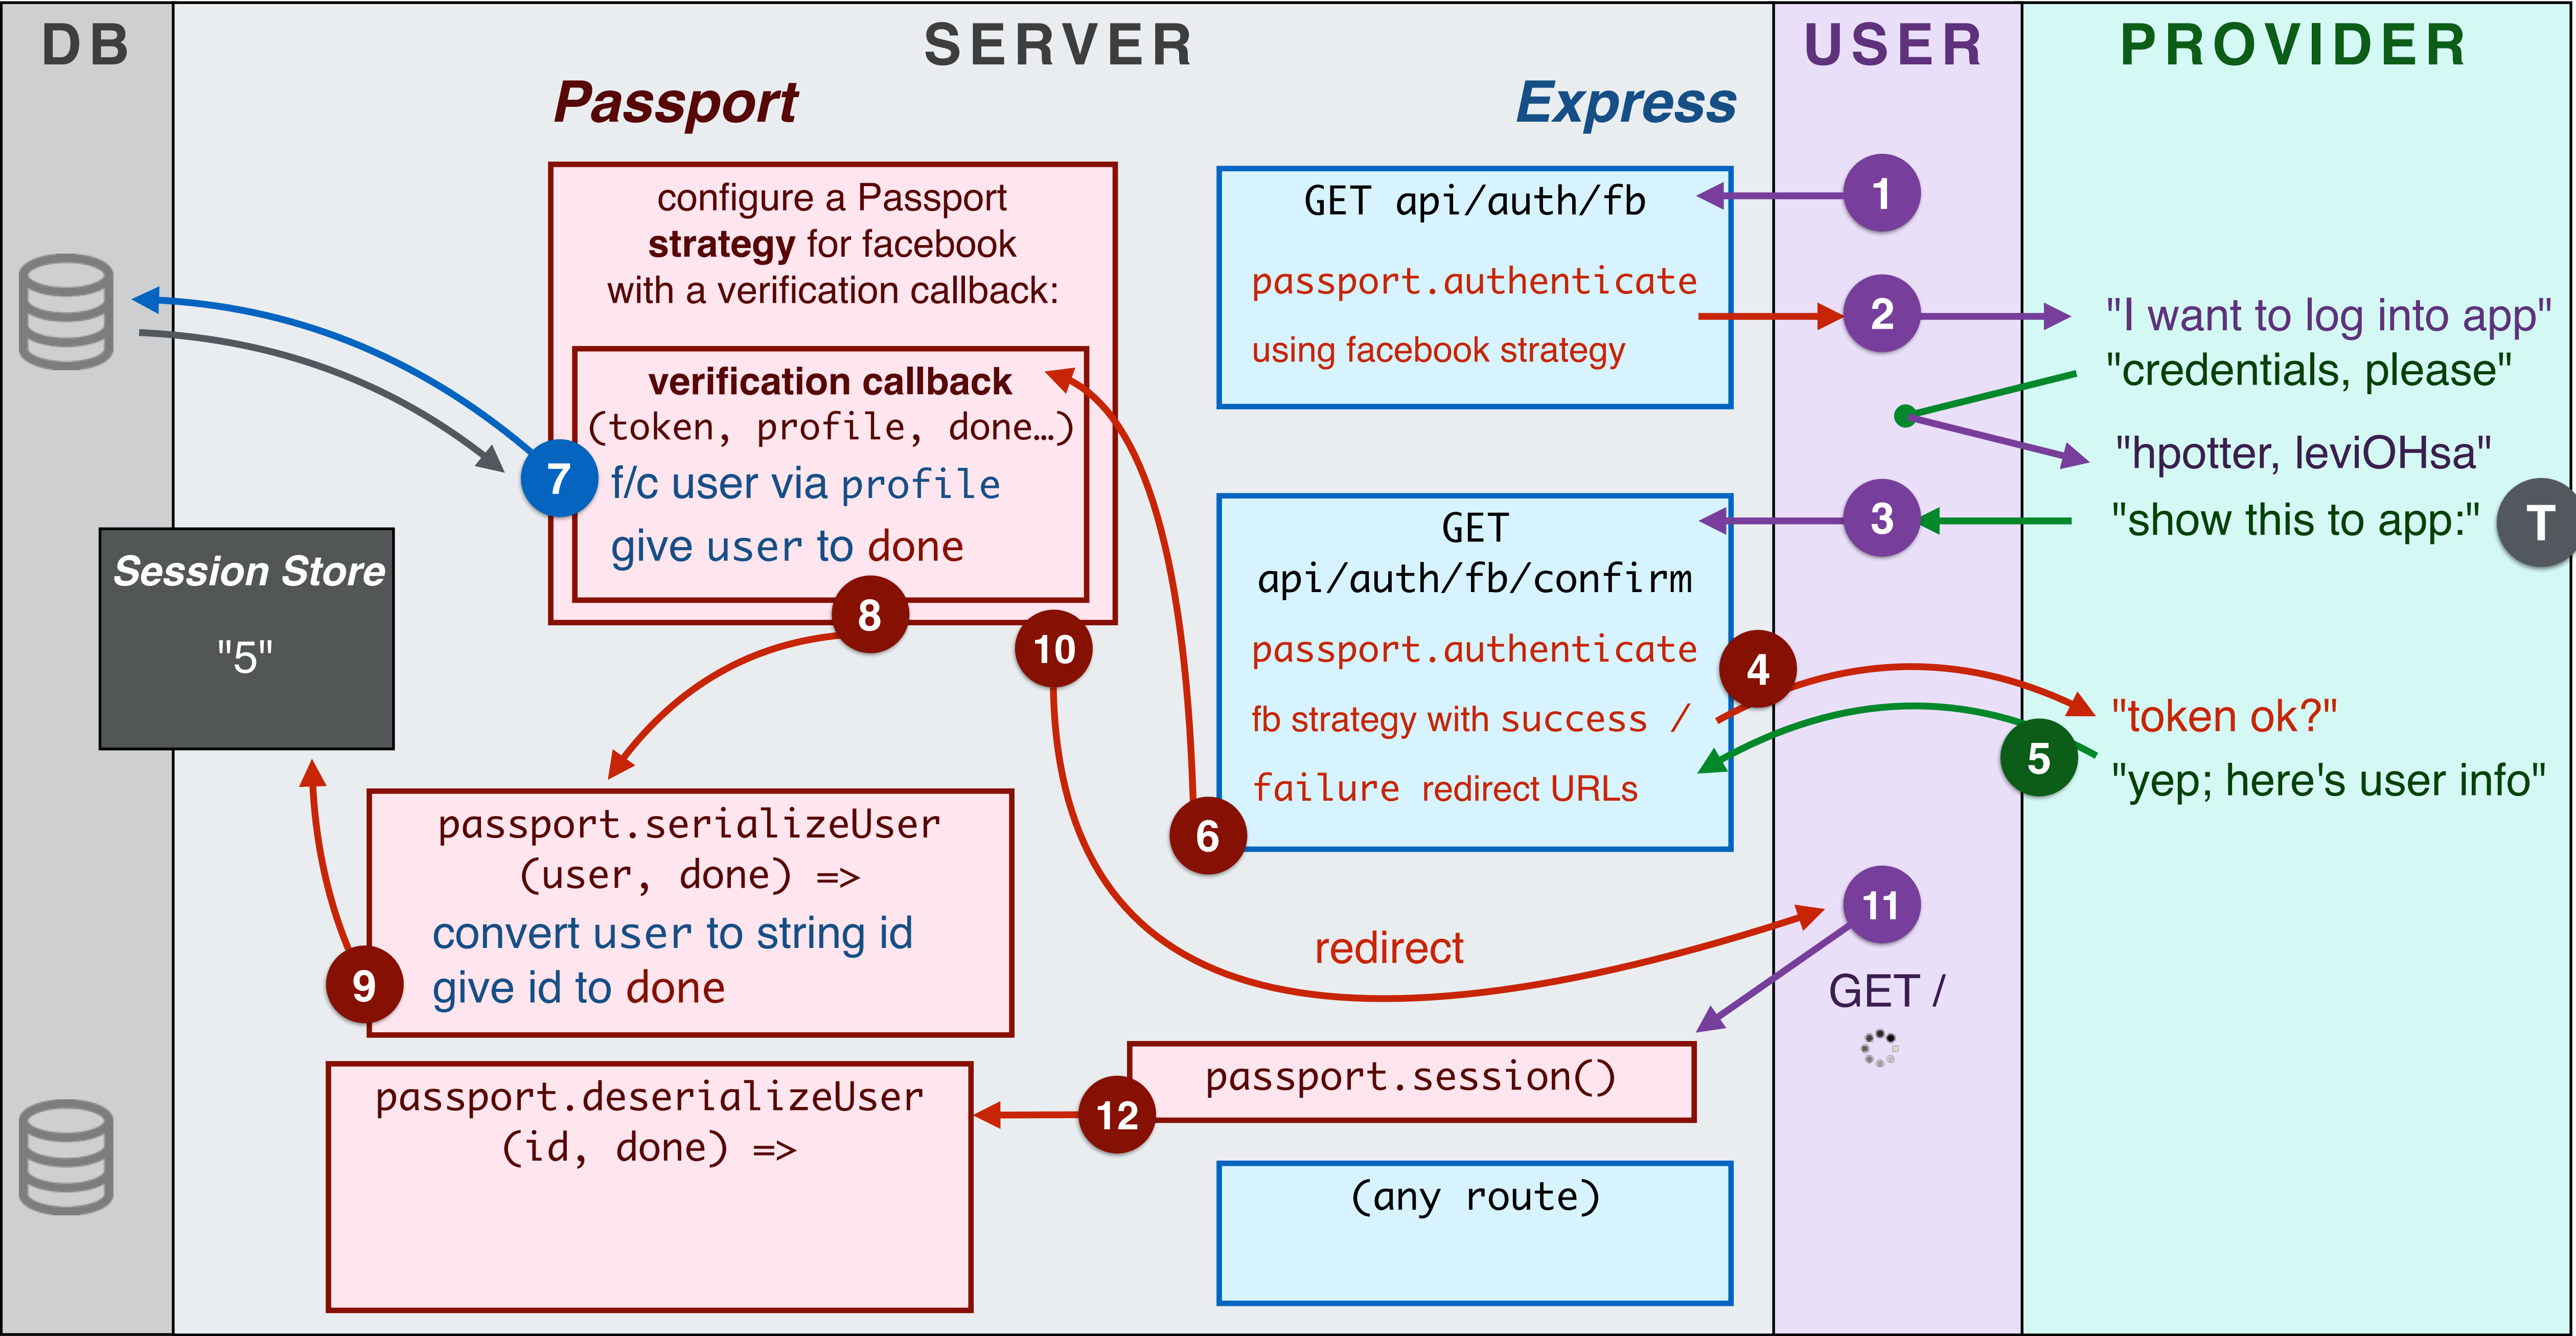 DB
SERVER
USER
PROVIDER
Passport
Express
configure a Passport
strategy for facebook
with a verification callback:
verification callback
(token, profile, done…)
f/c user via profile
give user to done
7
8
10
Session Store
"5"
passport.serializeUser
(user, done) =>
convert user to string id
give id to done
9
passport.deserializeUser
(id, done) =>
GET api/auth/fb
passport.authenticate
using facebook strategy
1
2
"I want to log into app"
"credentials, please"
"hpotter, leviOHsa"
"show this to app:"
T
3
GET
api/auth/fb/confirm
passport.authenticate
fb strategy with success /
failure redirect URLs
4
"token ok?"
5
"yep; here's user info"
6
redirect
11
GET /
passport.session()
12
(any route)